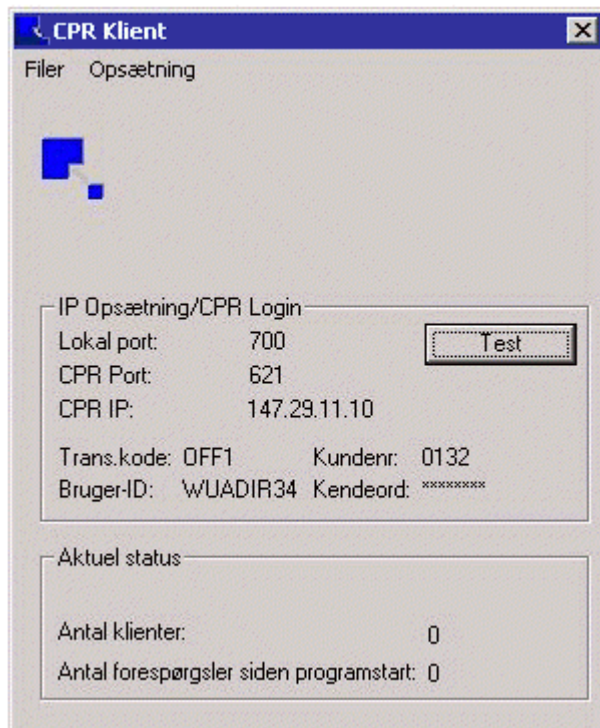 CPR Klient
Filer Opsætning
IP Opsætning/CPR Login
Lokal port: 700 Test
CPR Port: 621
CPR IP: 147.29.11.10
Trans.kode: OFF1 Kundenr: 0132
Bruger-ID: WUADIR34 Kendeord: ********
Aktuel status
Antal klienter: 0
Antal forespørgsler siden programstart: 0